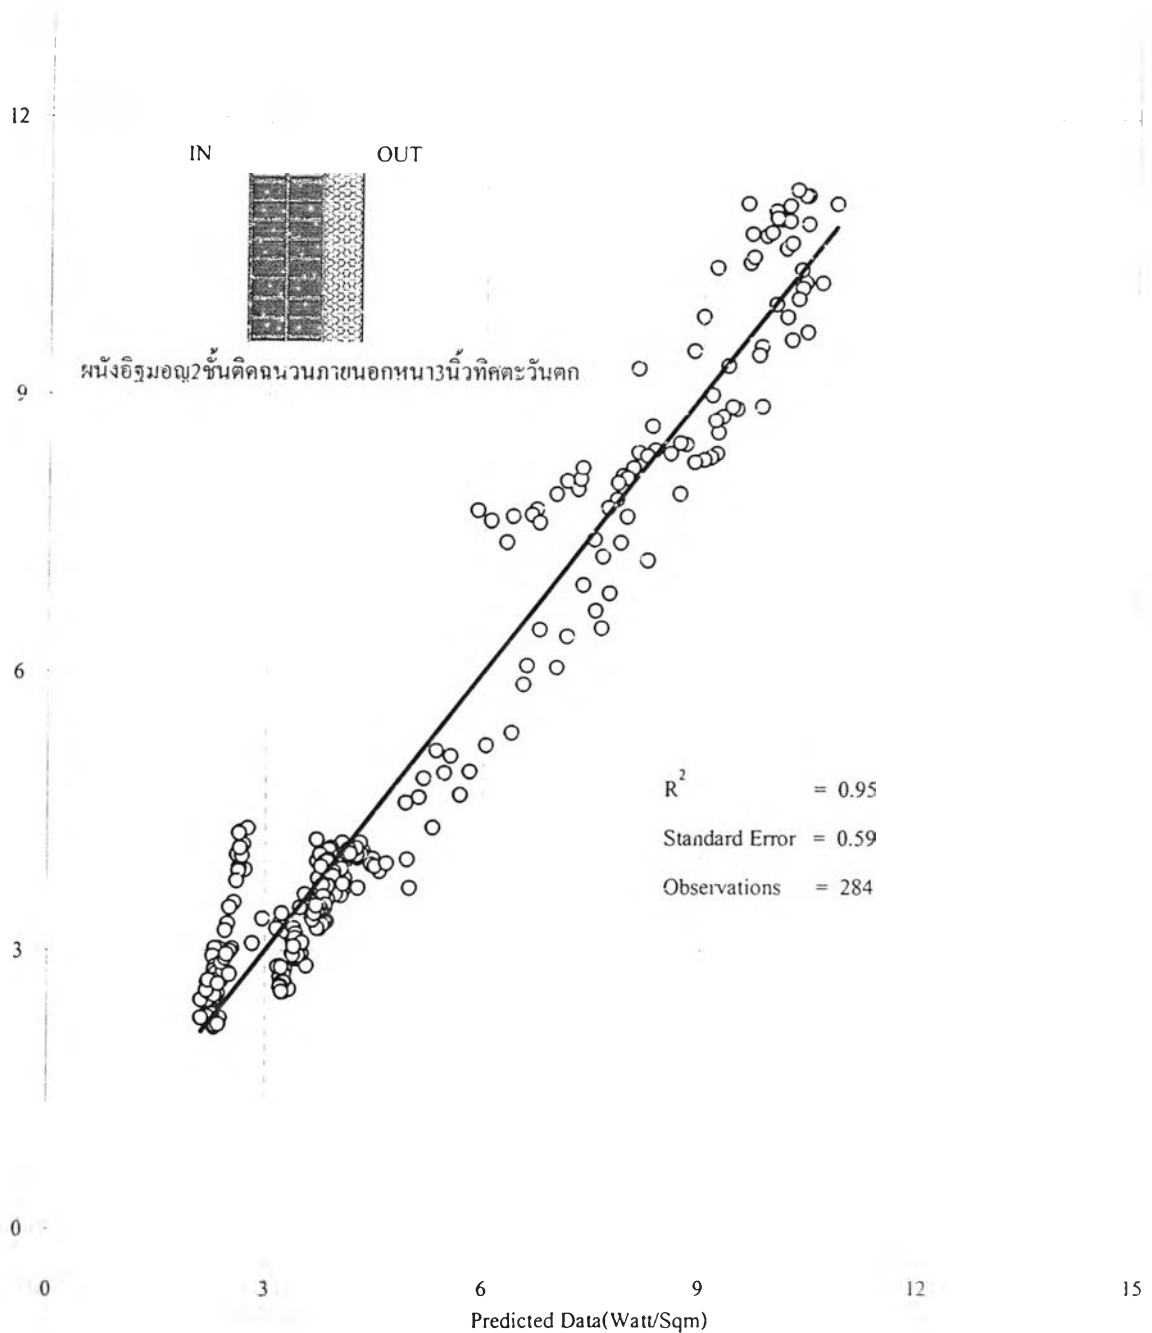 12
IN OUT
ผนังอิฐมอญ2ชั้นติดฉนวนภายนอกหนา3นิ้วทิศตะวันตก
9
6
R2 = 0.95
Standard Error = 0.59
Observations = 284
3
0
0 3 6 9 12 15
Predicted Data(Watt/Sqm)